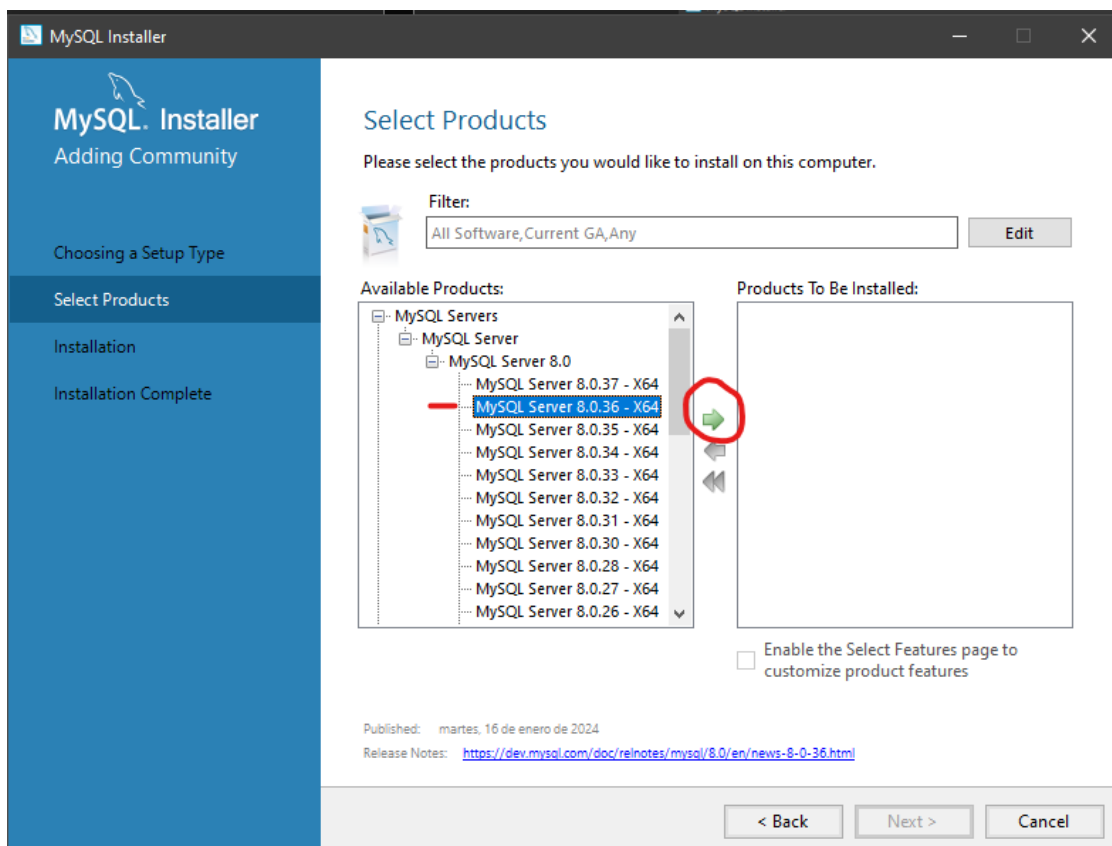 MySQL Installer
MySQL. Installer
Adding Community
Choosing a Setup Type
Select Products
Installation
Installation Complete
Select Products
Please select the products you would like to install on this computer.
Filter:
All Software,Current GA,Any
Edit
Available Products:
MySQL Servers
MySQL Server
MySQL Server 8.0
MySQL Server 8.0.37 - X64
MySQL Server 8.0.36 - X64
MySQL Server 8.0.35 - X64
MySQL Server 8.0.34 - X64
MySQL Server 8.0.33 - X64
MySQL Server 8.0.32 - X64
MySQL Server 8.0.31 - X64
MySQL Server 8.0.30 - X64
MySQL Server 8.0.28 - X64
MySQL Server 8.0.27 - X64
MySQL Server 8.0.26 - X64
Products To Be Installed:
Enable the Select Features page to
customize product features
Published: martes, 16 de enero de 2024
Release Notes: https://dev.mysql.com/doc/relnotes/mysql/8.0/en/news-8-0-36.html
< Back
Next >
Cancel